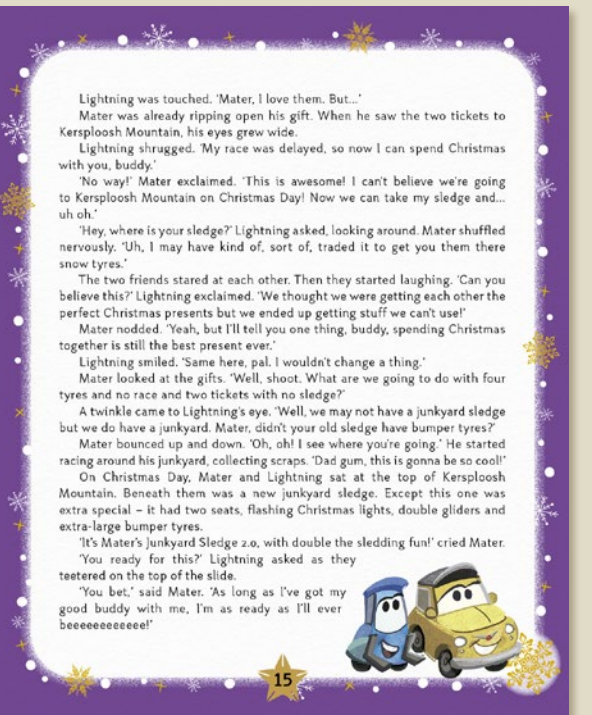 Lightning was touched. ‘Mater, I love them. But...’
Mater was already ripping open his gift. When he saw the two tickets to
Kersploosh Mountain, his eyes grew wide.
Lightning shrugged. ‘My race was delayed, so now I can spend Christmas
with you, buddy.’
‘No way!’ Mater exclaimed. ‘This is awesome! I can’t believe we’re going
to Kersploosh Mountain on Christmas Day! Now we can take my sledge and...
uh oh.’
‘Hey, where is your sledge?’ Lightning asked, looking around. Mater shuffled
nervously. ‘Uh, I may have kind of, sort of, traded it to get you them there
snow tyres.’
The two friends stared at each other. Then they started laughing. ‘Can you
believe this?’ Lightning exclaimed. ‘We thought we were getting each other the
perfect Christmas presents but we ended up getting stuff we can’t use!’
Mater nodded. ‘Yeah, but I’ll tell you one thing, buddy, spending Christmas
together is still the best present ever.’
Lightning smiled. ‘Same here, pal. I wouldn’t change a thing.’
Mater looked at the gifts. ‘Well, shoot. What are we going to do with four
tyres and no race and two tickets with no sledge?’
A twinkle came to Lightning’s eye. ‘Well, we may not have a junkyard sledge
but we do have a junkyard. Mater, didn’t your old sledge have bumper tyres?’
Mater bounced up and down. ‘Oh, oh! I see where you’re going.’ He started
racing around his junkyard, collecting scraps. ‘Dad gum, this is gonna be so cool!’
On Christmas Day, Mater and Lightning sat at the top of Kersploosh
Mountain. Beneath them was a new junkyard sledge. Except this one was
extra special – it had two seats, flashing Christmas lights, double gliders and
extra-large bumper tyres.
‘It’s Mater’s Junkyard Sledge 2.0, with double the sledding fun!’ cried Mater.
‘You ready for this?’ Lightning asked as they
teetered on the top of the slide.
‘You bet,’ said Mater. ‘As long as I’ve got my
good buddy with me, I’m as ready as I’ll ever
beeeeeeeeeeee!’
15